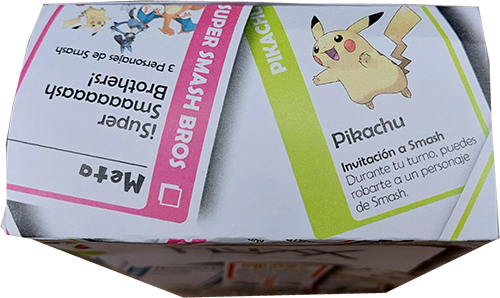 SUPER SMASH BROS
3 Personajes de Smash
¡Super
Smaaaaaash
Brothers!
Meta
PIKACHU
Pikachu
Invitación a Smash
Durante tu turno, puedes
robarte a un personaje
de Smash.